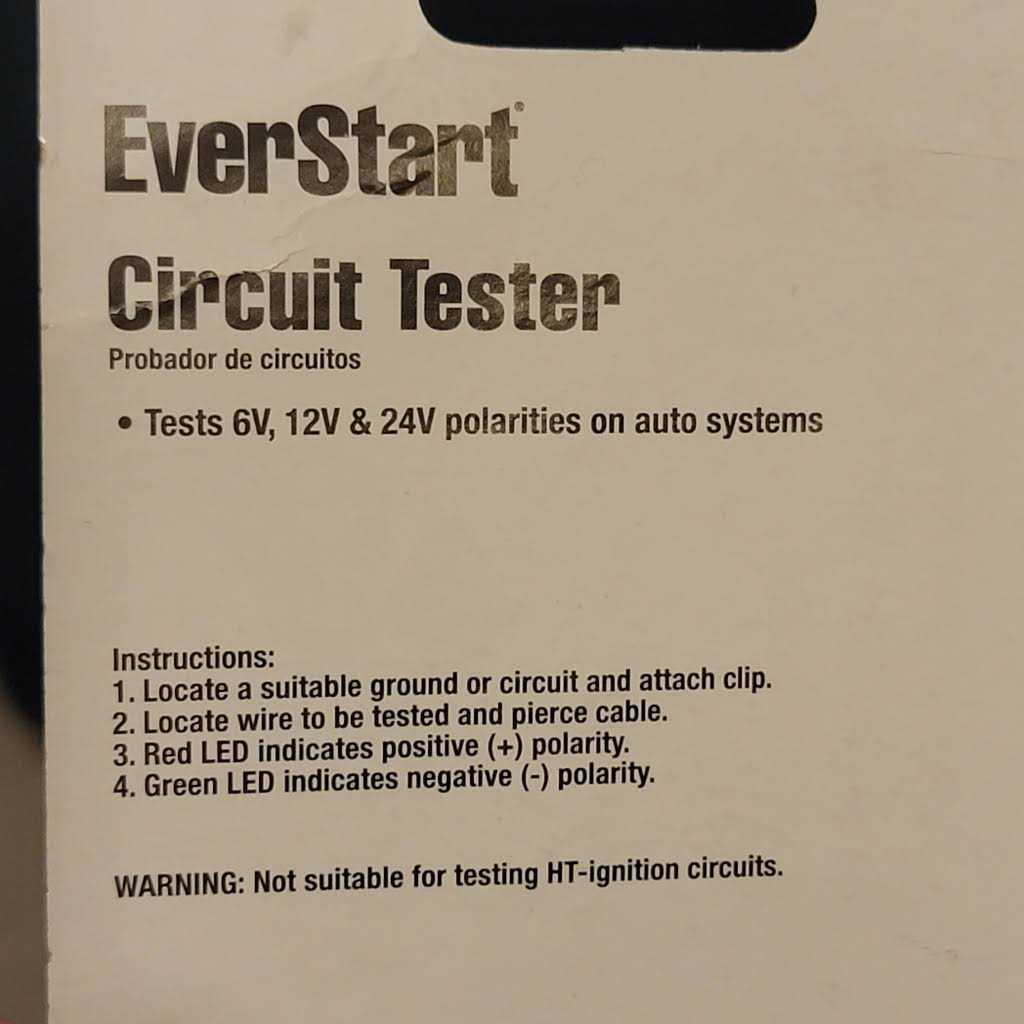 EverStart®
Circuit Tester
Probador de circuitos
• Tests 6V, 12V & 24V polarities on auto systems
Instructions:
1. Locate a suitable ground or circuit and attach clip.
2. Locate wire to be tested and pierce cable.
3. Red LED indicates positive (+) polarity.
4. Green LED indicates negative (-) polarity.
WARNING: Not suitable for testing HT-ignition circuits.